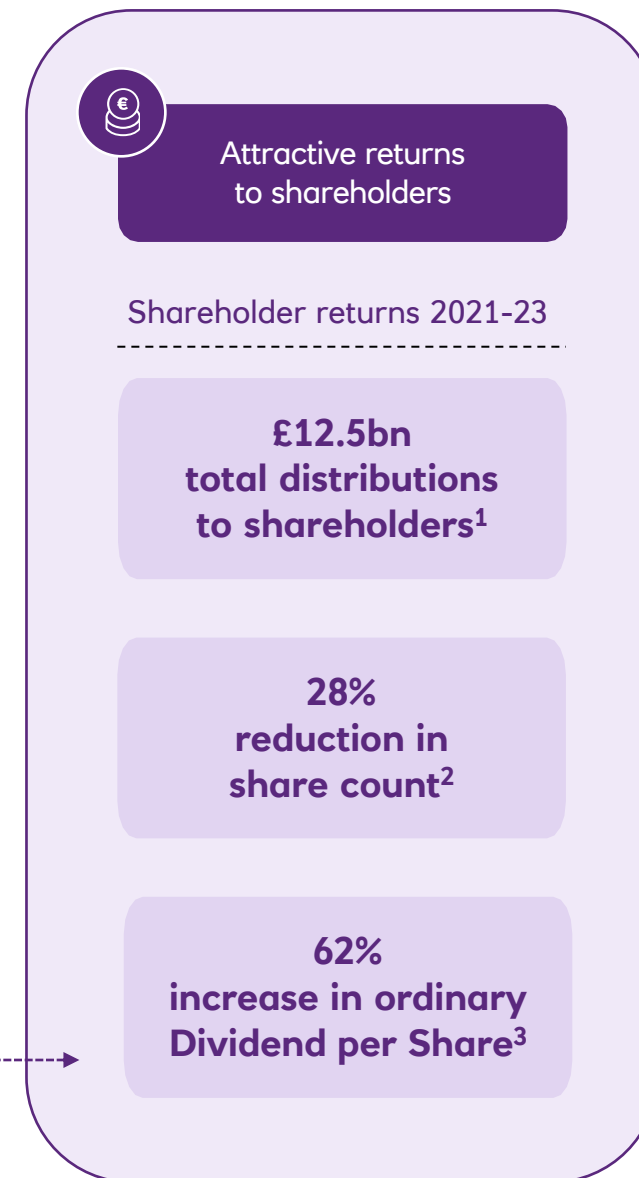 €
Attractive returns
to shareholders
Shareholder returns 2021-23
£12.5bn
total distributions
to shareholders¹
28%
reduction in
share count²
62%
increase in ordinary
Dividend per Share³